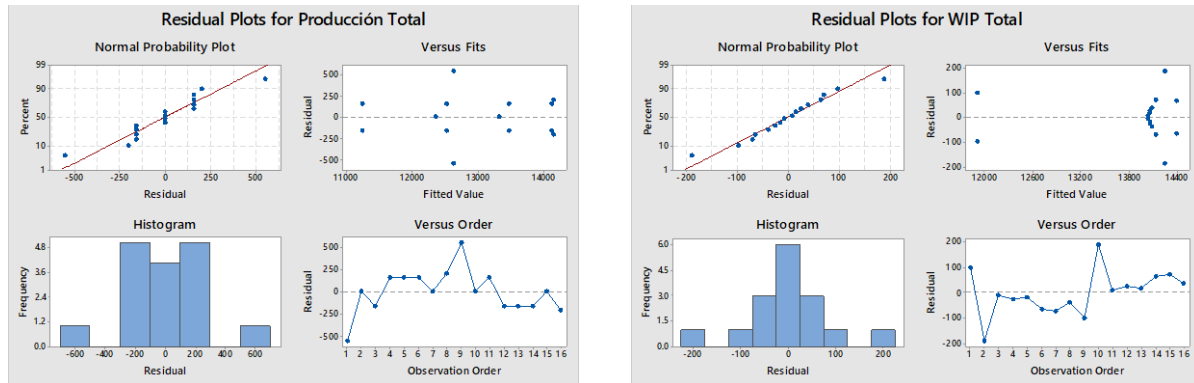 Residual Plots for Producción Total
Normal Probability Plot
Versus Fits
99
90
50
10
1
Percent
-500
-250
0
250
500
Residual
500
250
0
-250
-500
Residual
11000
12000
13000
14000
Fitted Value
Histogram
Versus Order
4.8
3.6
2.4
1.2
0.0
Frequency
-600
-400
-200
0
200
400
600
Residual
500
250
0
-250
-500
Residual
1 2 3 4 5 6 7 8 9 10 11 12 13 14 15 16
Observation Order
Residual Plots for WIP Total
Normal Probability Plot
Versus Fits
99
90
50
10
1
Percent
-200
-100
0
100
200
Residual
200
100
0
-100
-200
Residual
12000
12600
13200
13800
14400
Fitted Value
Histogram
Versus Order
6.0
4.5
3.0
1.5
0.0
Frequency
-200
-100
0
100
200
Residual
200
100
0
-100
-200
Residual
1 2 3 4 5 6 7 8 9 10 11 12 13 14 15 16
Observation Order